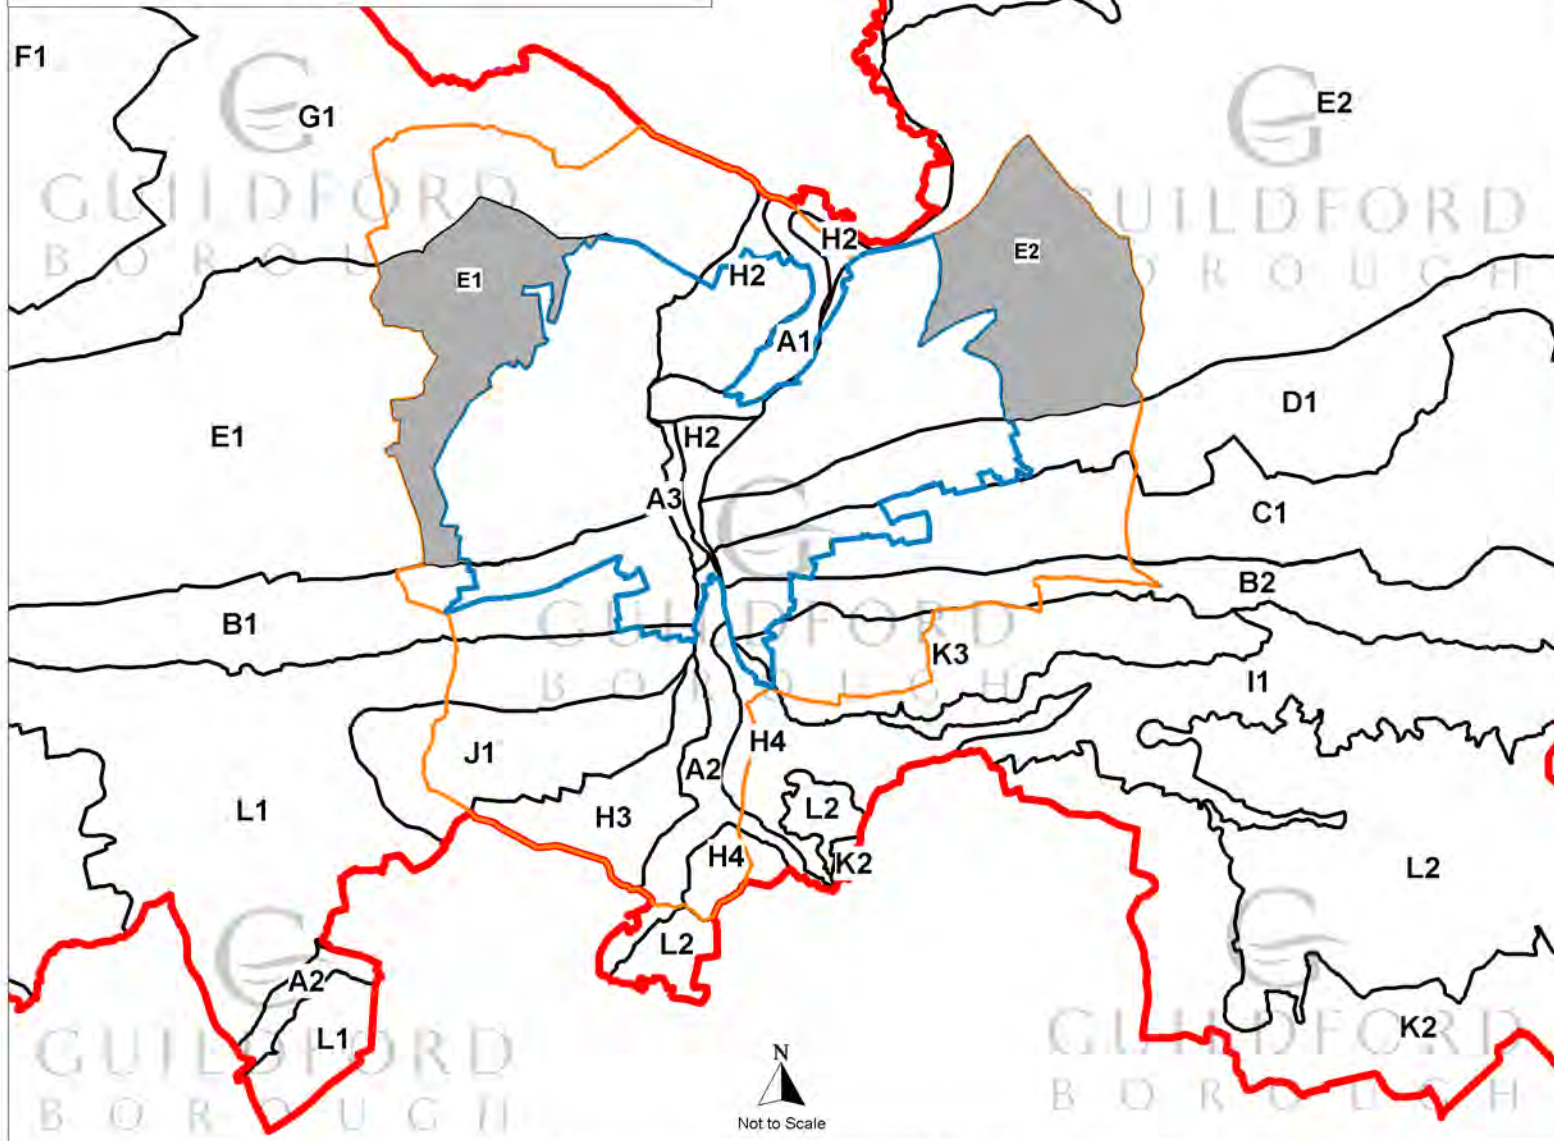 F1
G1
E2
GUILDFORD
BOROUGH
GUILDFORD
BOROUGH
H2
E1
H2
E2
A1
D1
E1
H2
A3
C1
B2
B1
GUILDFORD
BOROUGH
K3
I1
J1
H4
A2
L1
H3
L2
H4
K2
L2
L2
A2
L1
K2
GUILDFORD
BOROUGH
GUILDFORD
BOROUGH
N
Not to Scale